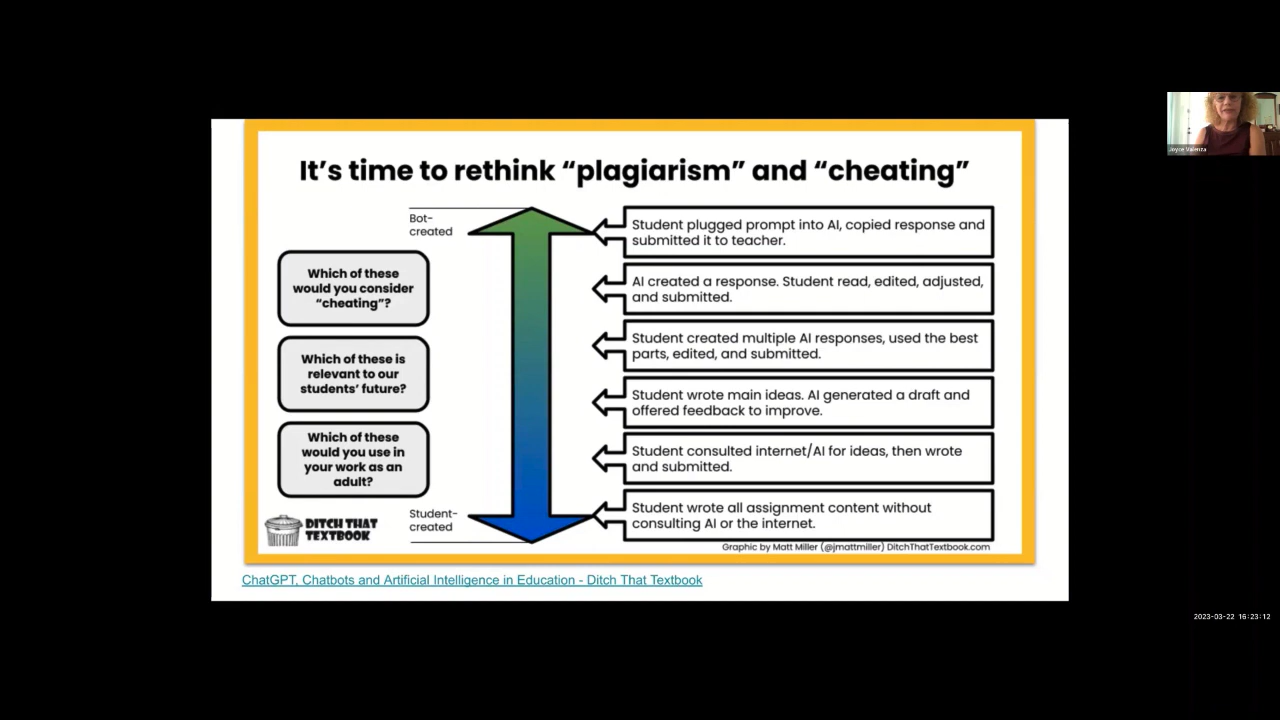 It's time to rethink “plagiarism” and “cheating”
Bot-
created
Which of these
would you consider
“cheating”?
Which of these is
relevant to our
students’ future?
Which of these
would you use in
your work as an
adult?
Student-
created
Student plugged prompt into AI, copied response and
submitted it to teacher.
AI created a response. Student read, edited, adjusted,
and submitted.
Student created multiple AI responses, used the best
parts, edited, and submitted.
Student wrote main ideas. AI generated a draft and
offered feedback to improve.
Student consulted internet/AI for ideas, then wrote
and submitted.
Student wrote all assignment content without
consulting AI or the internet.
DITCH THAT
TEXTBOOK
Graphic by Matt Miller (@jmattmiller) DitchThatTextbook.com
ChatGPT, Chatbots and Artificial Intelligence in Education - Ditch That Textbook
Joyce Valenza
2023-03-22 16:23:12